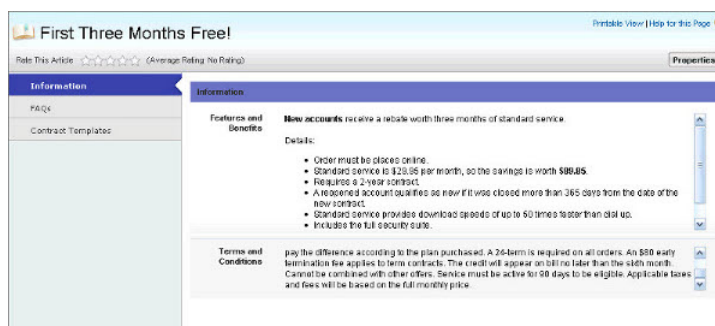 First Three Months Free!
Printable View | Help for this Page
Rate This Article (Average Rating: No Rating)
Properties
Information
FAQs
Contract Templates
Information
Features and Benefits
New accounts receive a rebate worth three months of standard service.
Details:
• Order must be places online.
• Standard service is $29.95 per month, so the savings is worth $89.85.
• Requires a 2-year contract.
• A reopened account qualifies as new if it was closed more than 365 days from the date of the
new contract.
• Standard service provides download speeds of up to 50 times faster than dial up.
• Includes the full security suite.
Terms and Conditions
pay the difference according to the plan purchased. A 24-term is required on all orders. An $80 early
termination fee applies to term contracts. The credit will appear on bill no later than the sixth month.
Cannot be combined with other offers. Service must be active for 90 days to be eligible. Applicable taxes
and fees will be based on the full monthly price.